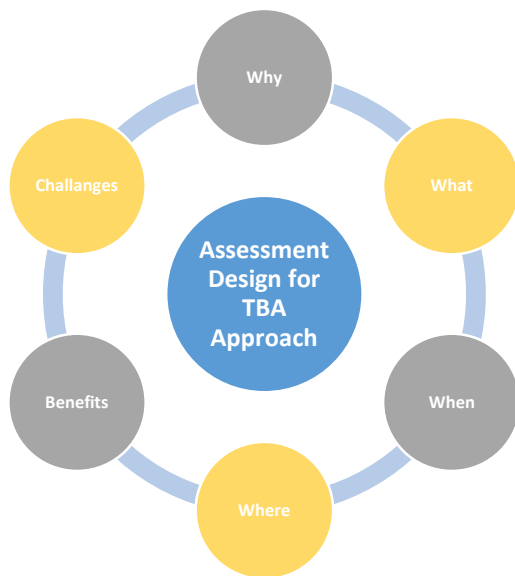 Why
What
When
Where
Benefits
Challanges
Assessment
Design for
TBA
Approach